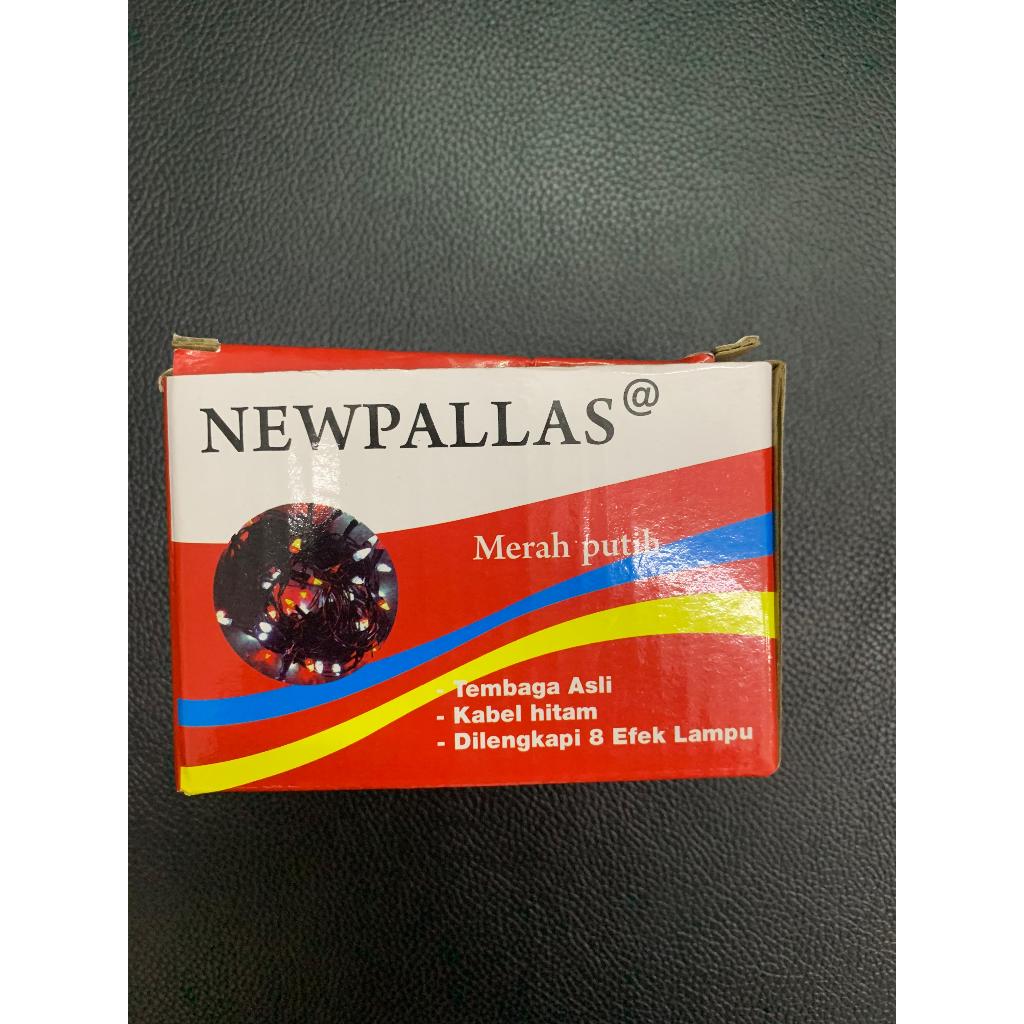 NEWPALLAS@
Merah putih
- Tembaga Asli
- Kabel hitam
- Dilengkapi 8 Efek Lampu